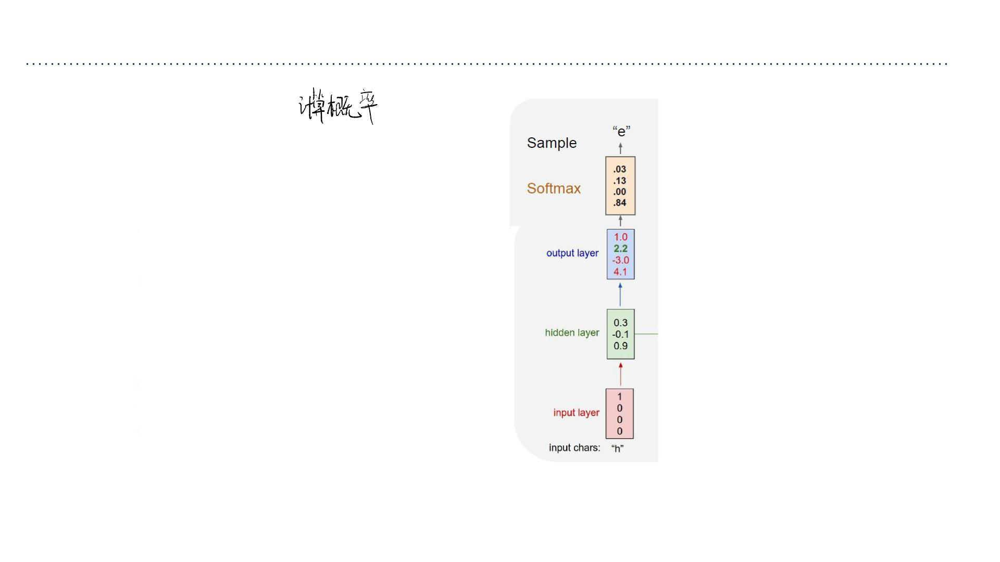 计算概率
“e”
Sample
.03
.13
.00
.84
Softmax
1.0
2.2
-3.0
4.1
output layer
0.3
-0.1
0.9
hidden layer
1
0
0
0
input layer
input chars: “h”